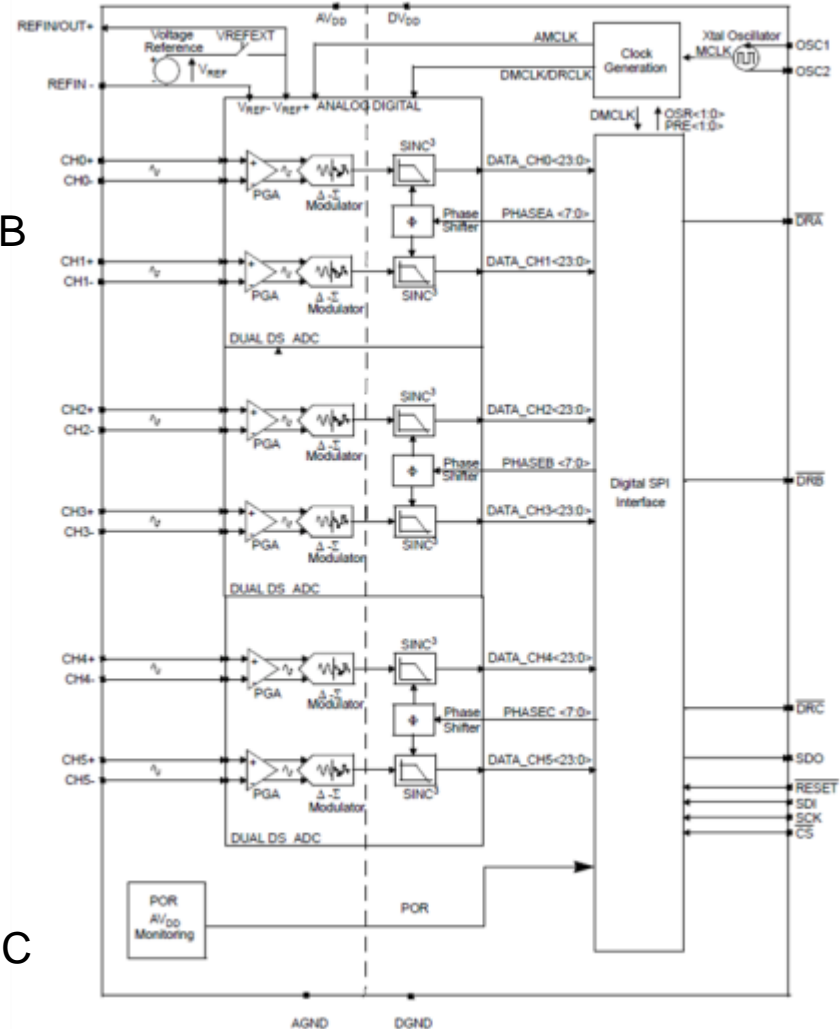 AVDD DVDD
REFIN/OUT+
Voltage
Reference
VREFEXT
VREF
REFIN -
AMCLK
DMCLK/DRCLK
Clock
Generation
Xtal Oscillator
MCLK
OSC1
OSC2
VREF- VREF+ ANALOG DIGITAL
DMCLK
OSR<1:0>
PRE<1:0>
CH0+
CH0-
+
-
PGA
Δ -Σ
Modulator
SINC3
DATA_CH0<23:0>
B
Φ
Phase
Shifter
PHASEA <7:0>
DRA
CH1+
CH1-
+
-
PGA
Δ -Σ
Modulator
SINC3
DATA_CH1<23:0>
DUAL DS ADC
CH2+
CH2-
+
-
PGA
Δ -Σ
Modulator
SINC3
DATA_CH2<23:0>
Φ
Phase
Shifter
PHASEB <7:0>
Digital SPI
Interface
DRB
CH3+
CH3-
+
-
PGA
Δ -Σ
Modulator
SINC3
DATA_CH3<23:0>
DUAL DS ADC
CH4+
CH4-
+
-
PGA
Δ -Σ
Modulator
SINC3
DATA_CH4<23:0>
Φ
Phase
Shifter
PHASEC <7:0>
DRC
CH5+
CH5-
+
-
PGA
Δ -Σ
Modulator
SINC3
DATA_CH5<23:0>
SDO
RESET
SDI
SCK
CS
DUAL DS ADC
POR
AVDD
Monitoring
POR
C
AGND DGND